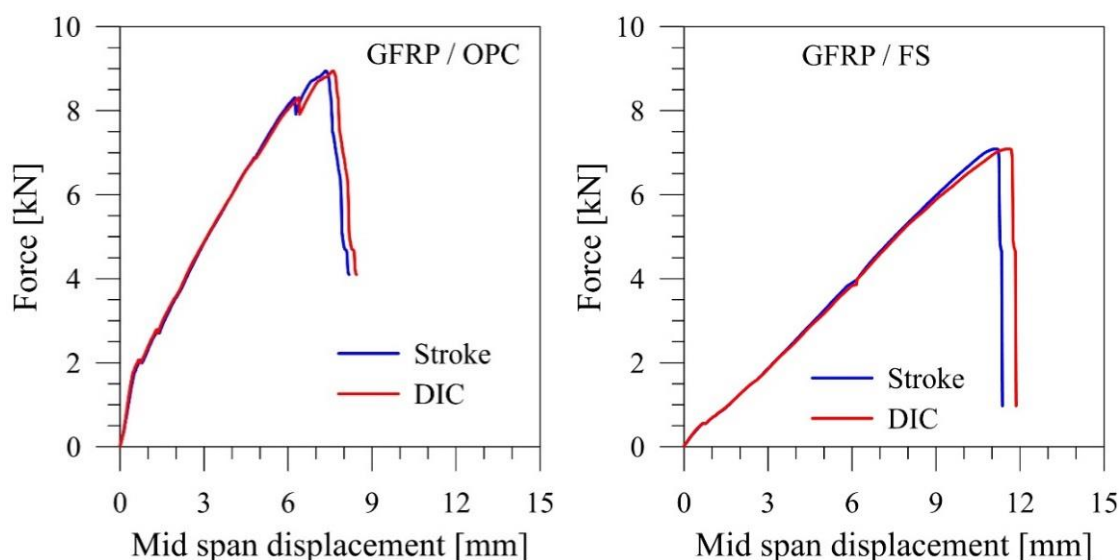 GFRP / OPC
Force [kN]
10
8
6
4
2
0
Stroke
DIC
0 3 6 9 12 15
Mid span displacement [mm]
GFRP / FS
Force [kN]
10
8
6
4
2
0
Stroke
DIC
0 3 6 9 12 15
Mid span displacement [mm]